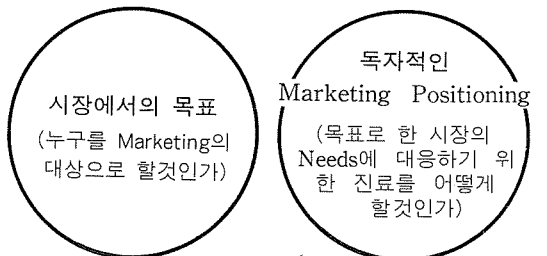 시장에서의 목표
(누구를 Marketing의
대상으로 할것인가)
독자적인
Marketing Positioning
(목표로 한 시장의
Needs에 대응하기 위
한 진료를 어떻게
할것인가)